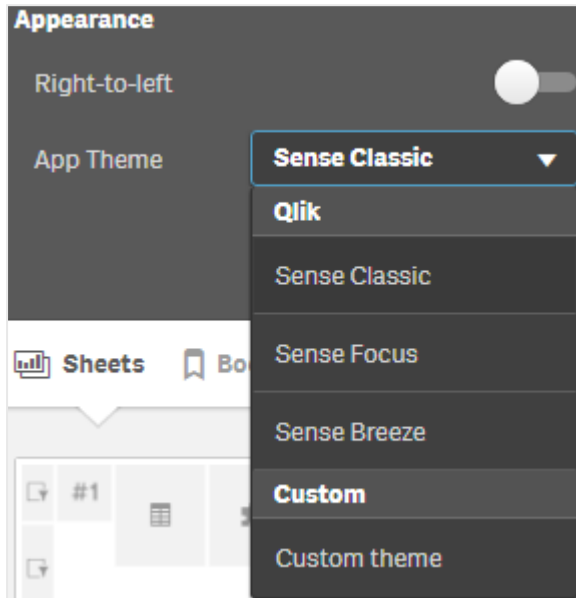 Appearance
Right-to-left
App Theme
Sense Classic
Qlik
Sense Classic
Sense Focus
Sheets
Sense Breeze
#1
Custom
Custom theme